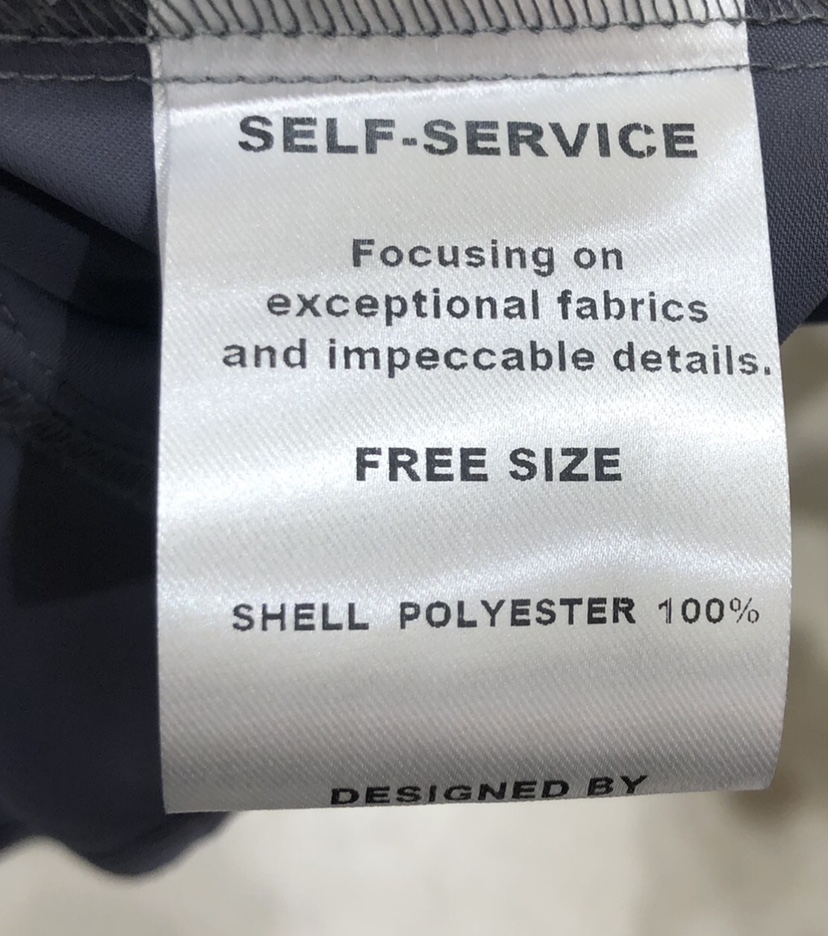 SELF-SERVICE
Focusing on
exceptional fabrics
and impeccable details.
FREE SIZE
SHELL POLYESTER 100%
DESIGNED BY